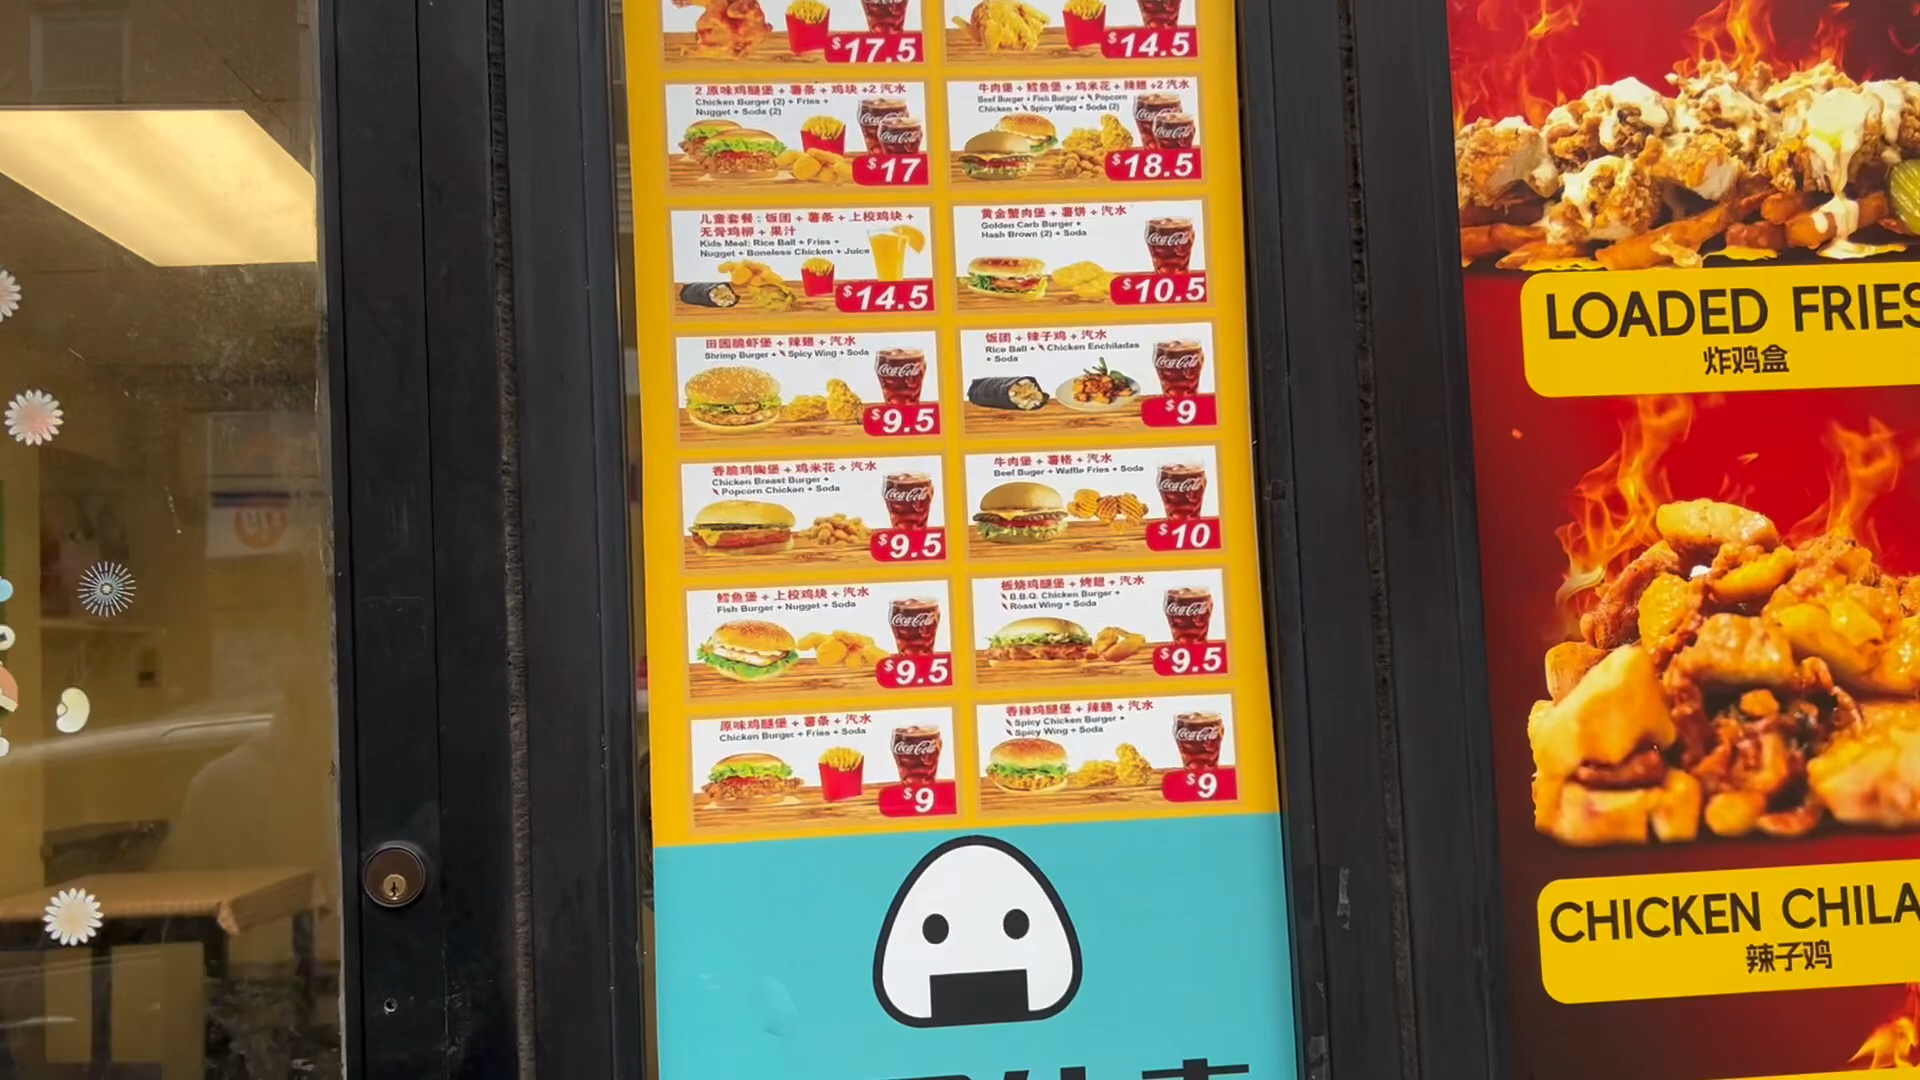 $17.5
$14.5
2 原味鸡腿堡 + 薯条 + 鸡块 +2 汽水
Chicken Burger (2) + Fries +
Nugget + Soda (2)
$17
牛肉堡 + 鳕鱼堡 + 鸡米花 + 辣翅 +2 汽水
Beef Burger + Fish Burger + Popcorn
Chicken + Spicy Wing + Soda (2)
$18.5
儿童套餐 : 饭团 + 薯条 + 上校鸡块 +
无骨鸡柳 + 果汁
Kids Meal: Rice Ball + Fries +
Nugget + Boneless Chicken + Juice
$14.5
黄金蟹肉堡 + 薯饼 + 汽水
Golden Carb Burger +
Hash Brown (2) + Soda
$10.5
田园脆虾堡 + 辣翅 + 汽水
Shrimp Burger + Spicy Wing + Soda
$9.5
饭团 + 辣子鸡 + 汽水
Rice Ball + Chicken Enchiladas
+ Soda
$9
香脆鸡胸堡 + 鸡米花 + 汽水
Chicken Breast Burger +
Popcorn Chicken + Soda
$9.5
牛肉堡 + 薯格 + 汽水
Beef Buger + Waffle Fries + Soda
$10
鳕鱼堡 + 上校鸡块 + 汽水
Fish Burger + Nugget + Soda
$9.5
板烧鸡腿堡 + 烤翅 + 汽水
B.B.Q. Chicken Burger +
Roast Wing + Soda
$9.5
原味鸡腿堡 + 薯条 + 汽水
Chicken Burger + Fries + Soda
$9
香辣鸡腿堡 + 辣翅 + 汽水
Spicy Chicken Burger +
Spicy Wing + Soda
$9
Coca-Cola
LOADED FRIES
炸鸡盒
CHICKEN CHILA
辣子鸡